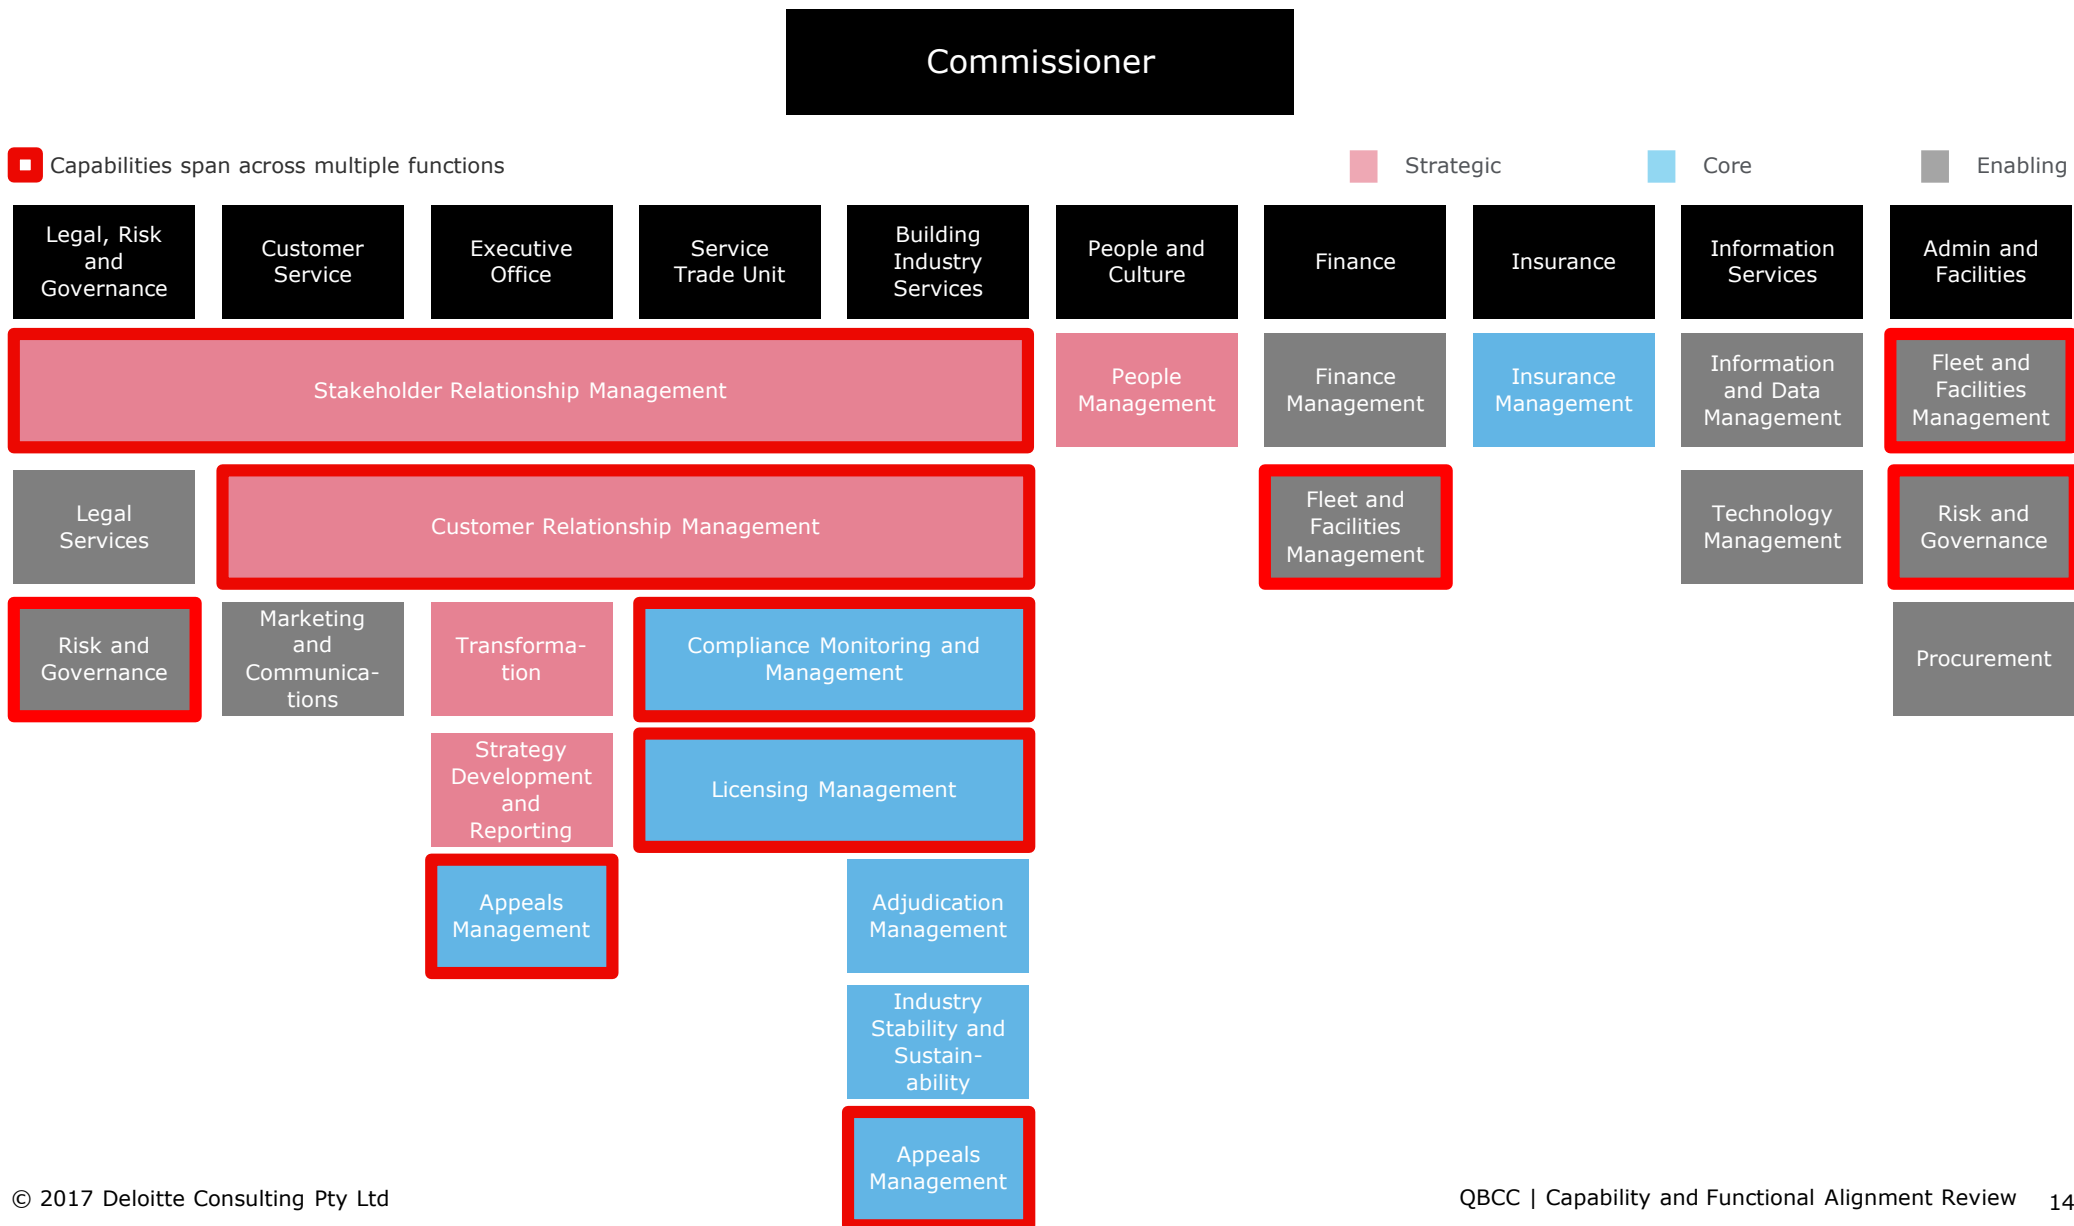 Commissioner
Capabilities span across multiple functions
Strategic
Core
Enabling
Legal, Risk
and
Governance
Customer
Service
Executive
Office
Service
Trade Unit
Building
Industry
Services
People and
Culture
Finance
Insurance
Information
Services
Admin and
Facilities
Stakeholder Relationship Management
People
Management
Finance
Management
Insurance
Management
Information
and Data
Management
Fleet and
Facilities
Management
Legal
Services
Customer Relationship Management
Fleet and
Facilities
Management
Technology
Management
Risk and
Governance
Risk and
Governance
Marketing
and
Communica-
tions
Transforma-
tion
Compliance Monitoring and
Management
Procurement
Strategy
Development
and
Reporting
Licensing Management
Appeals
Management
Adjudication
Management
Industry
Stability and
Sustain-
ability
Appeals
Management
© 2017 Deloitte Consulting Pty Ltd
QBCC | Capability and Functional Alignment Review 14